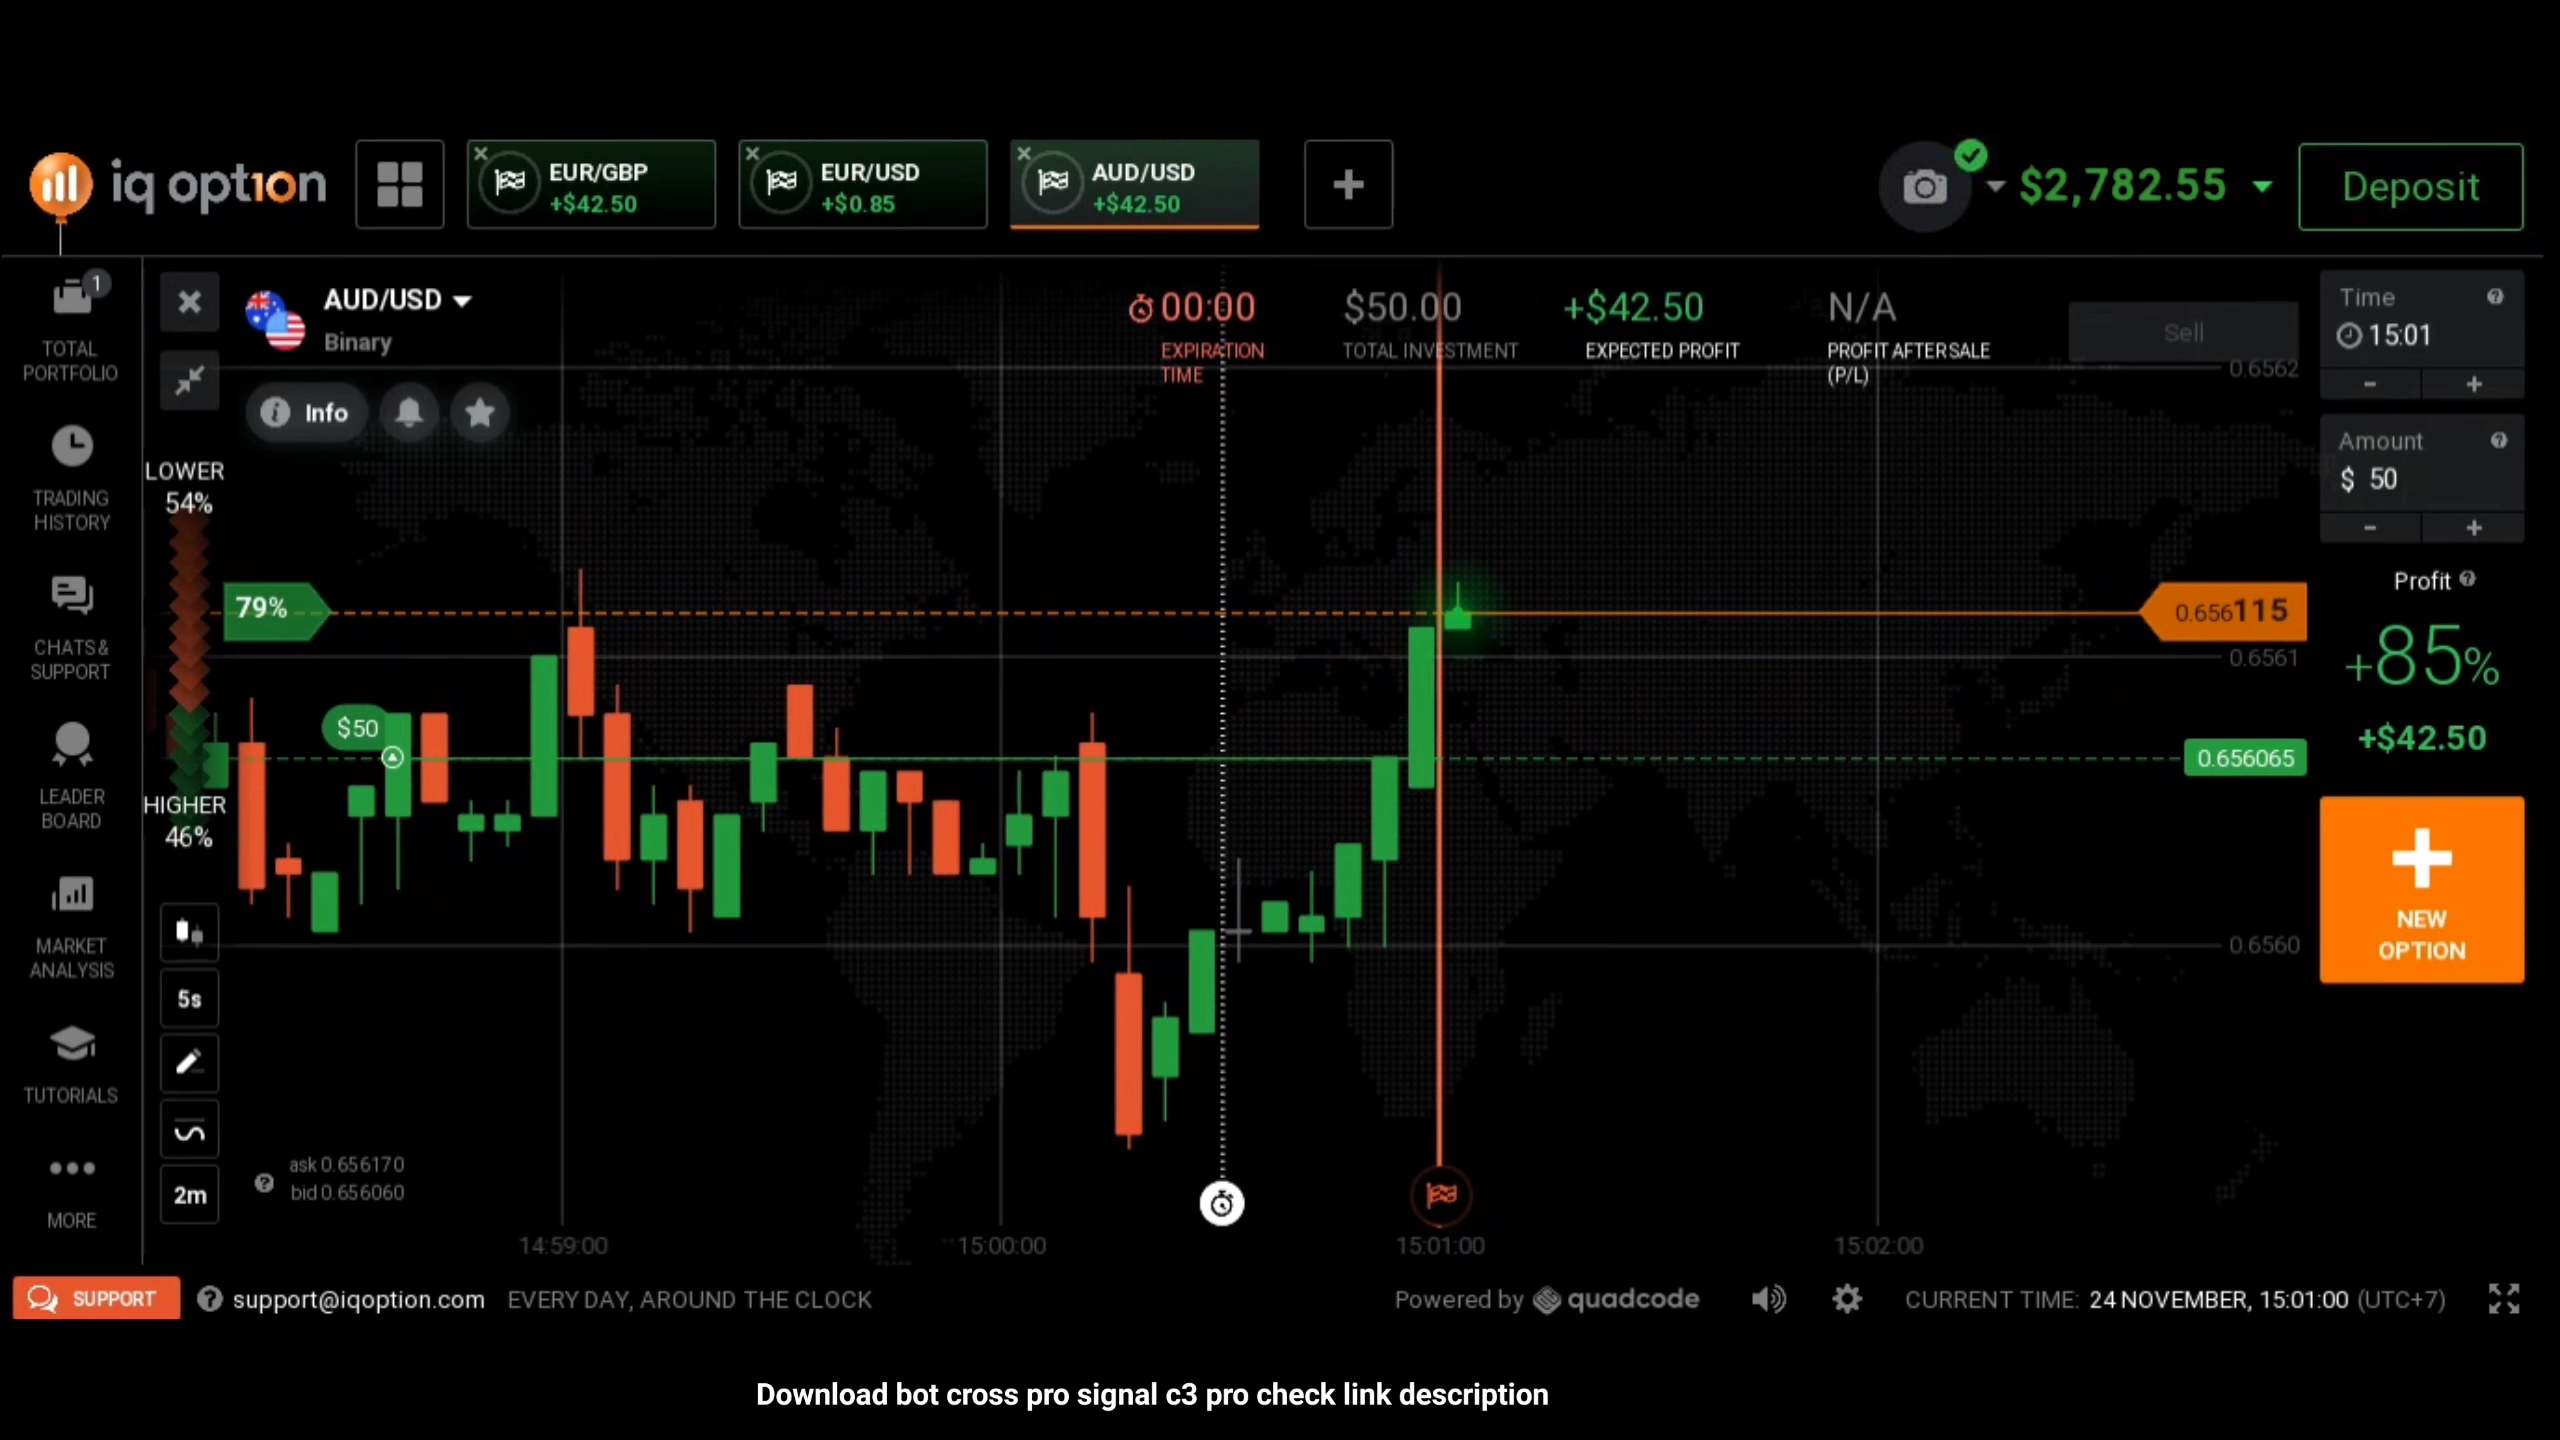 iq option
EUR/GBP
+$42.50
EUR/USD
+$0.85
AUD/USD
+$42.50
$2,782.55
Deposit
1
TOTAL
PORTFOLIO
TRADING
HISTORY
CHATS &
SUPPORT
LEADER
BOARD
MARKET
ANALYSIS
TUTORIALS
MORE
AUD/USD
Binary
Info
00:00
EXPIRATION
TIME
$50.00
TOTAL INVESTMENT
+$42.50
EXPECTED PROFIT
N/A
PROFIT AFTER SALE
(P/L)
Sell
LOWER
54%
79%
$50
HIGHER
46%
5s
2m
ask 0.656170
bid 0.656060
0.6562
0.656115
0.6561
0.656065
0.6560
14:59:00
15:00:00
15:01:00
15:02:00
Time
15:01
- +
Amount
$ 50
- +
Profit
+85%
+$42.50
NEW
OPTION
SUPPORT
support@iqoption.com
EVERY DAY, AROUND THE CLOCK
Powered by quadcode
CURRENT TIME: 24 NOVEMBER, 15:01:00 (UTC+7)
Download bot cross pro signal c3 pro check link description